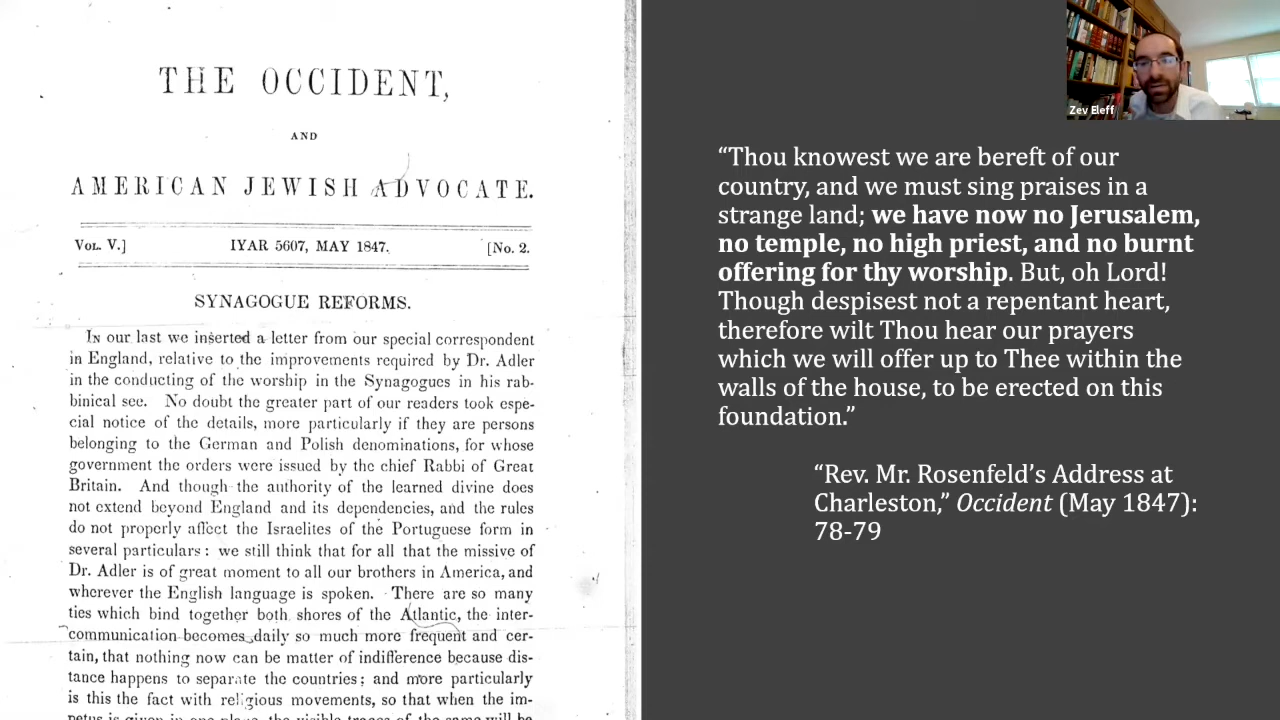 THE OCCIDENT,
AND
AMERICAN JEWISH ADVOCATE.
VOL. V.] IYAR 5607, MAY 1847. [No. 2.
SYNAGOGUE REFORMS.
In our last we inserted a letter from our special correspondent
in England, relative to the improvements required by Dr. Adler
in the conducting of the worship in the Synagogues in his rab-
binical see. No doubt the greater part of our readers took espe-
cial notice of the details, more particularly if they are persons
belonging to the German and Polish denominations, for whose
government the orders were issued by the chief Rabbi of Great
Britain. And though the authority of the learned divine does
not extend beyond England and its dependencies, and the rules
do not properly affect the Israelites of the Portuguese form in
several particulars: we still think that for all that the missive of
Dr. Adler is of great moment to all our brothers in America, and
wherever the English language is spoken. There are so many
ties which bind together both shores of the Atlantic, the inter-
communication becomes daily so much more frequent and cer-
tain, that nothing now can be matter of indifference because dis-
tance happens to separate the countries; and more particularly
is this the fact with religious movements, so that when the im-
petus is given in one place, the visible traces of the same will be
Zev Eleff
“Thou knowest we are bereft of our
country, and we must sing praises in a
strange land; we have now no Jerusalem,
no temple, no high priest, and no burnt
offering for thy worship. But, oh Lord!
Though despisest not a repentant heart,
therefore wilt Thou hear our prayers
which we will offer up to Thee within the
walls of the house, to be erected on this
foundation.”
“Rev. Mr. Rosenfeld’s Address at
Charleston,” Occident (May 1847):
78-79